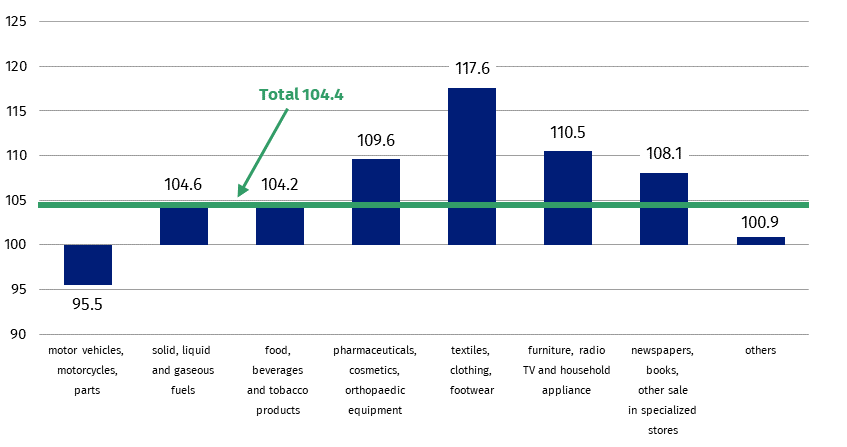 125
120
115
110
105
100
95
90
Total 104.4
95.5
104.6
104.2
109.6
117.6
110.5
108.1
100.9
motor vehicles,
motorcycles,
parts
solid, liquid
and gaseous
fuels
food,
beverages
and tobacco
products
pharmaceuticals,
cosmetics,
orthopaedic
equipment
textiles,
clothing,
footwear
furniture, radio
TV and household
appliance
newspapers,
books,
other sale
in specialized
stores
others